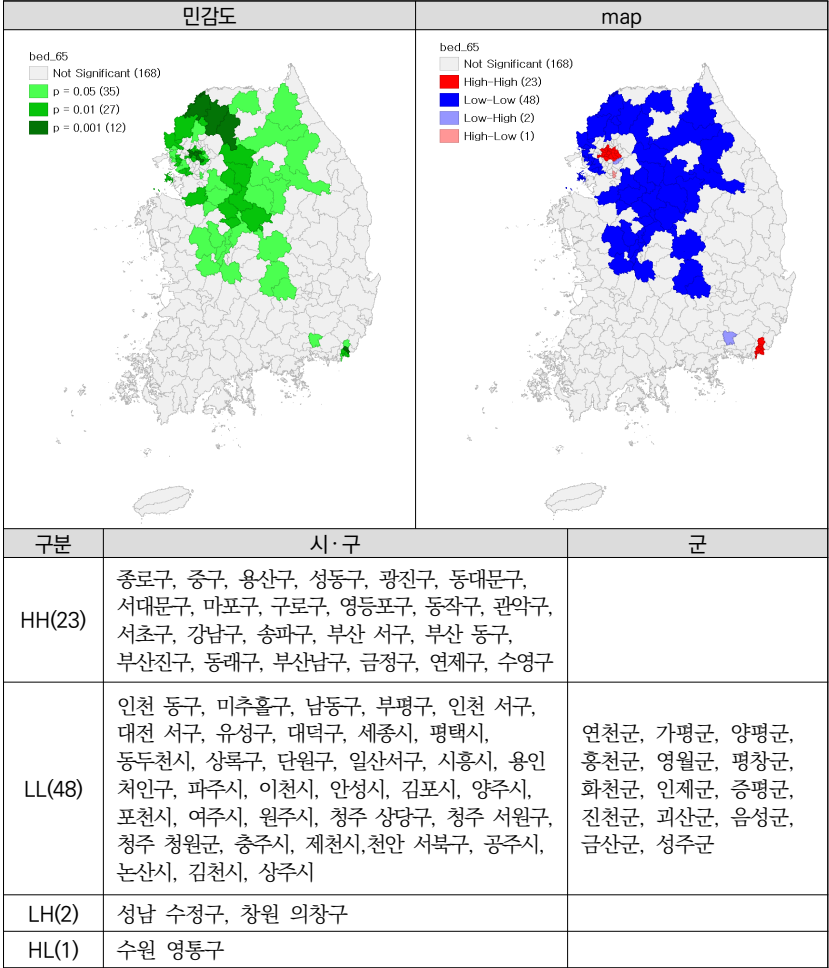 민감도
map
bed_65
Not Significant (168)
p = 0.05 (35)
p = 0.01 (27)
p = 0.001 (12)
bed_65
Not Significant (168)
High-High (23)
Low-Low (48)
Low-High (2)
High-Low (1)
구분
시·구
군
HH(23)
종로구, 중구, 용산구, 성동구, 광진구, 동대문구,
서대문구, 마포구, 구로구, 영등포구, 동작구, 관악구,
서초구, 강남구, 송파구, 부산 서구, 부산 동구,
부산진구, 동래구, 부산남구, 금정구, 연제구, 수영구
LL(48)
인천 동구, 미추홀구, 남동구, 부평구, 인천 서구,
대전 서구, 유성구, 대덕구, 세종시, 평택시,
동두천시, 상록구, 단원구, 일산서구, 시흥시, 용인
처인구, 파주시, 이천시, 안성시, 김포시, 양주시,
포천시, 여주시, 원주시, 청주 상당구, 청주 서원구,
청주 청원군, 충주시, 제천시,천안 서북구, 공주시,
논산시, 김천시, 상주시
연천군, 가평군, 양평군,
홍천군, 영월군, 평창군,
화천군, 인제군, 증평군,
진천군, 괴산군, 음성군,
금산군, 성주군
LH(2)
성남 수정구, 창원 의창구
HL(1)
수원 영통구